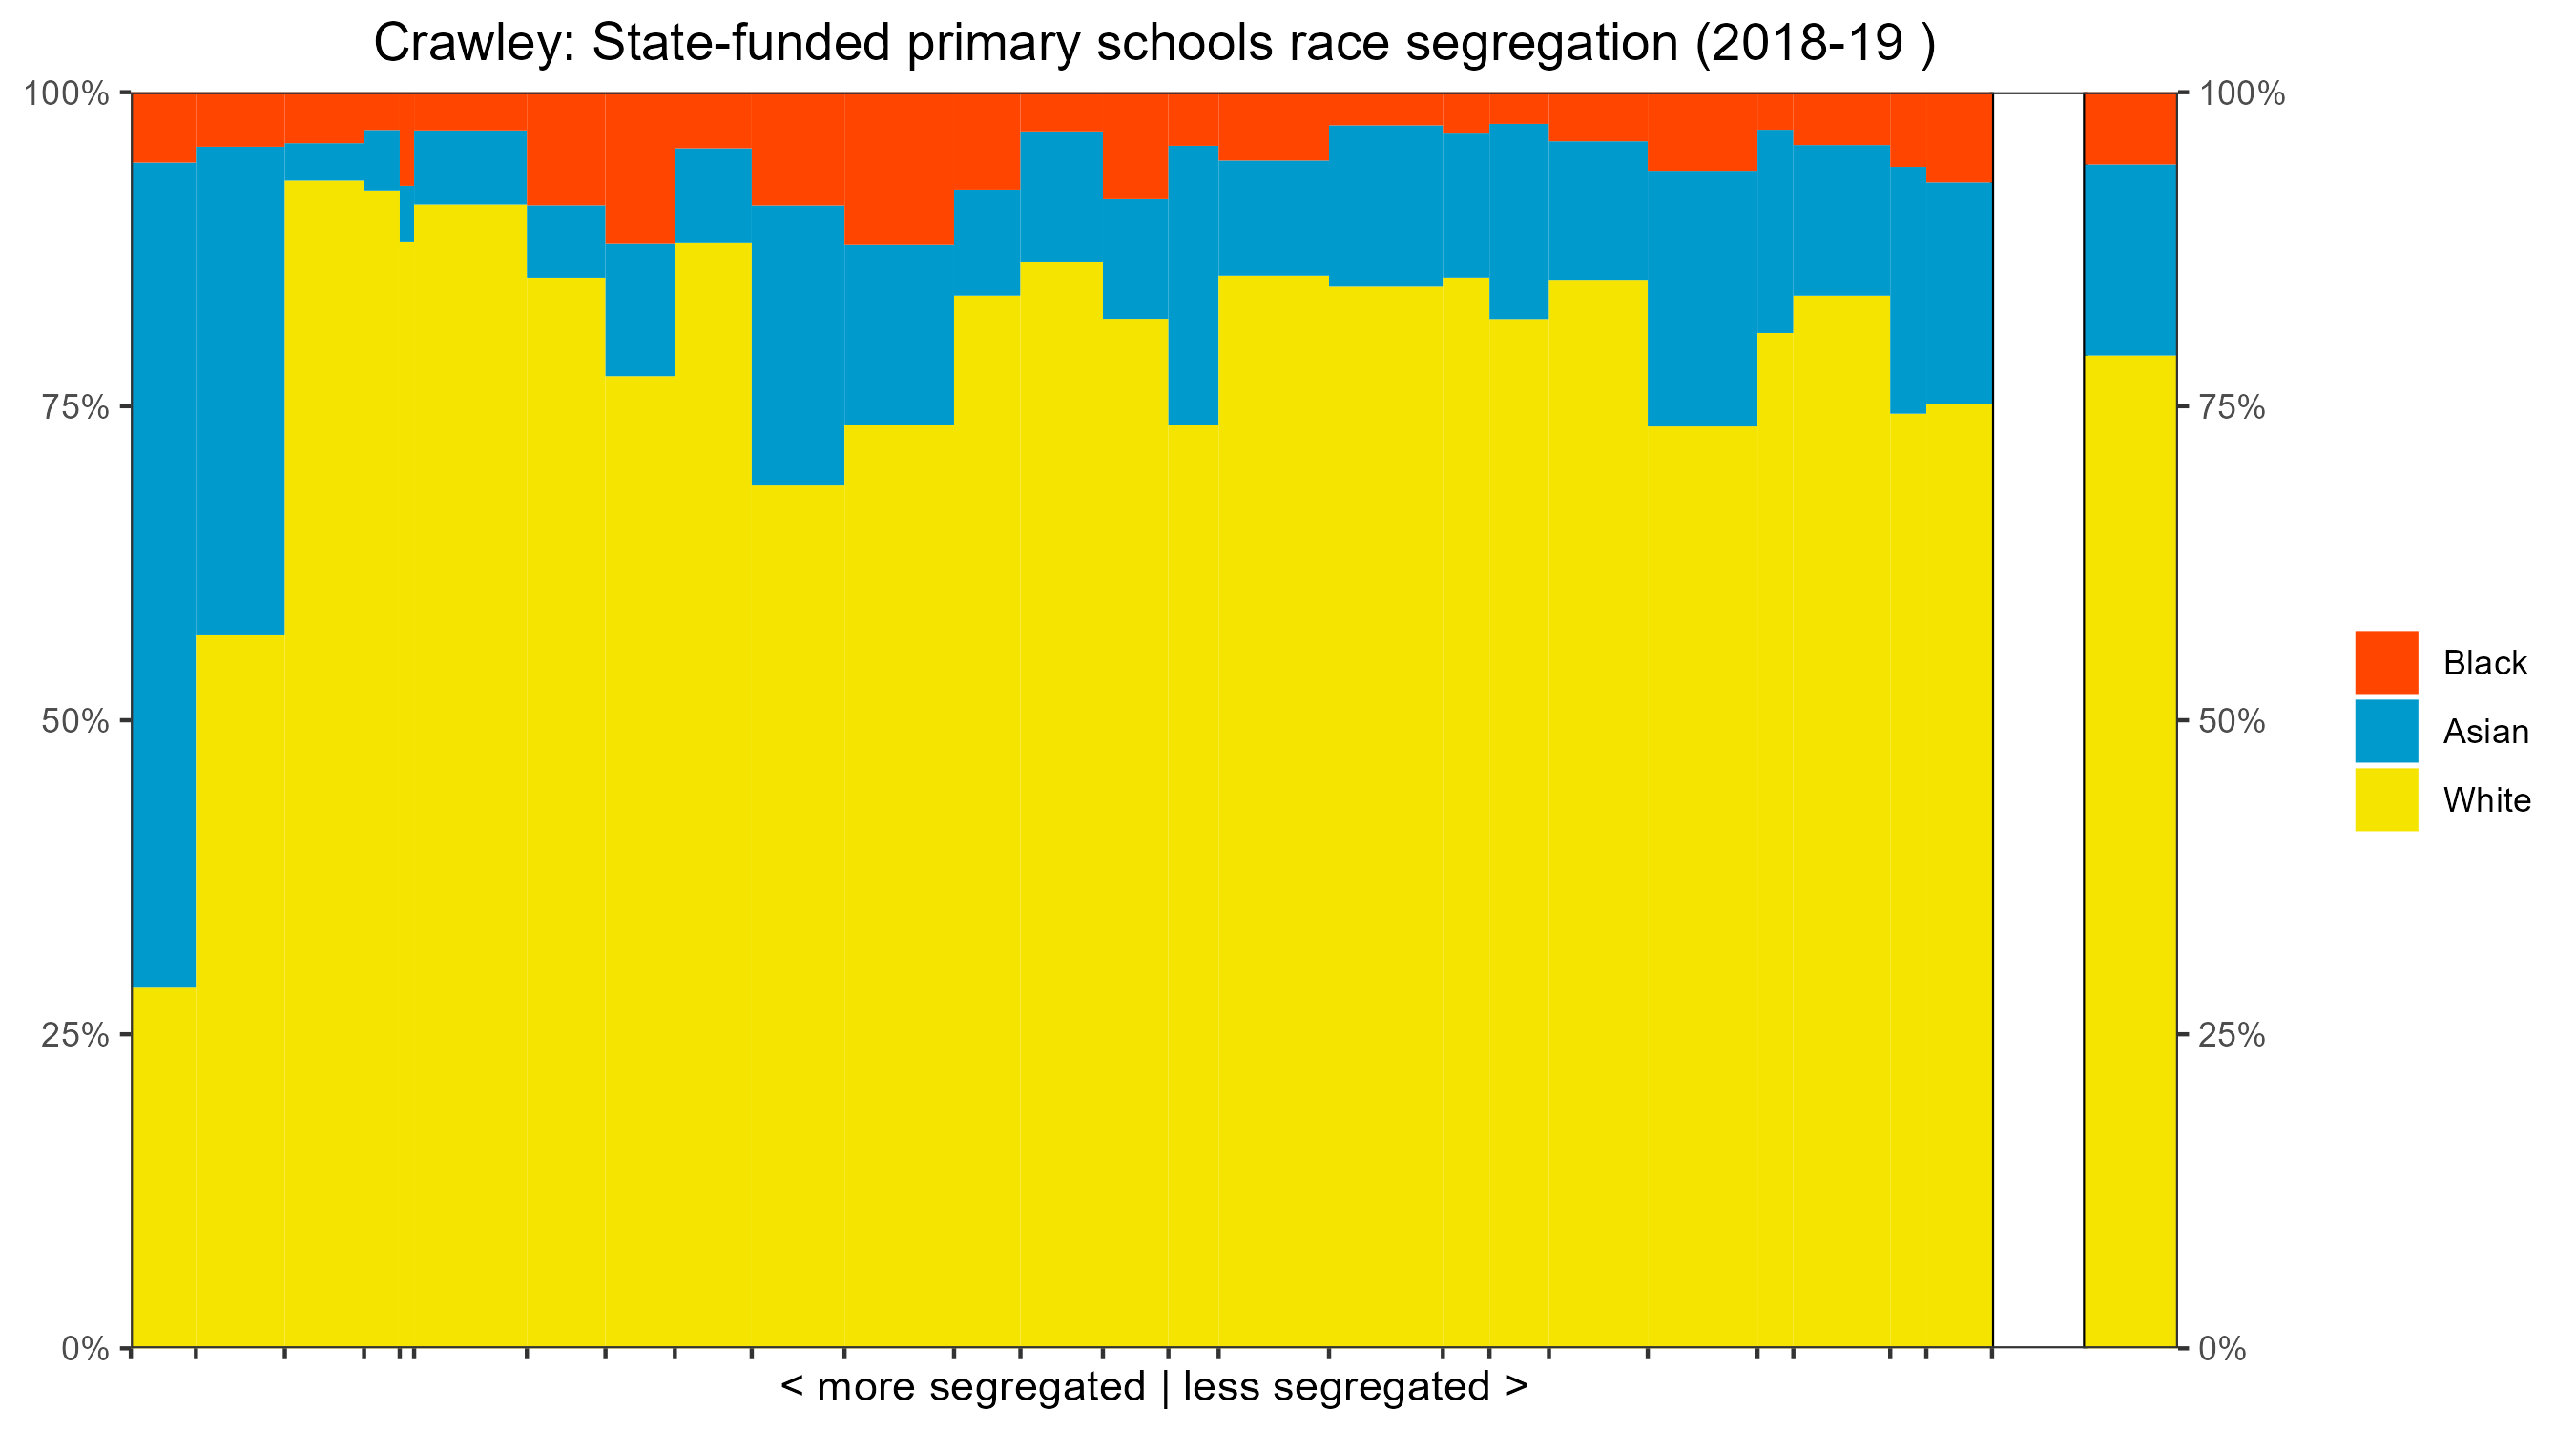 Crawley: State-funded primary schools race segregation (2018-19 )
100%
75%
50%
25%
0%
100%
75%
50%
25%
0%
Black
Asian
White
< more segregated | less segregated >